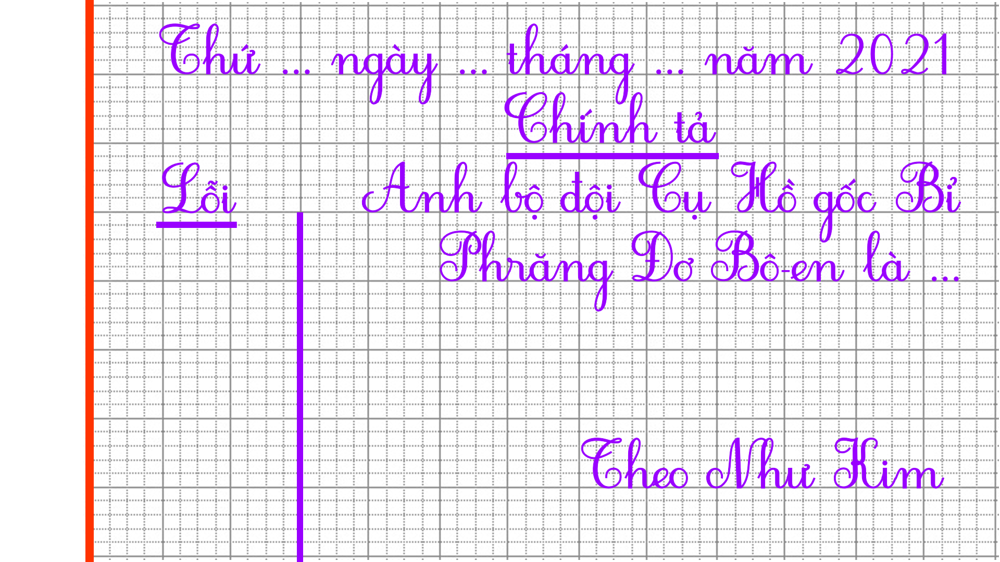 Thứ ... ngày ... tháng ... năm 2021
Chính tả
Lỗi Anh bộ đội Cụ Hồ gốc Bỉ
Phrăng Đơ Bô-en là ...
Theo Như Kim